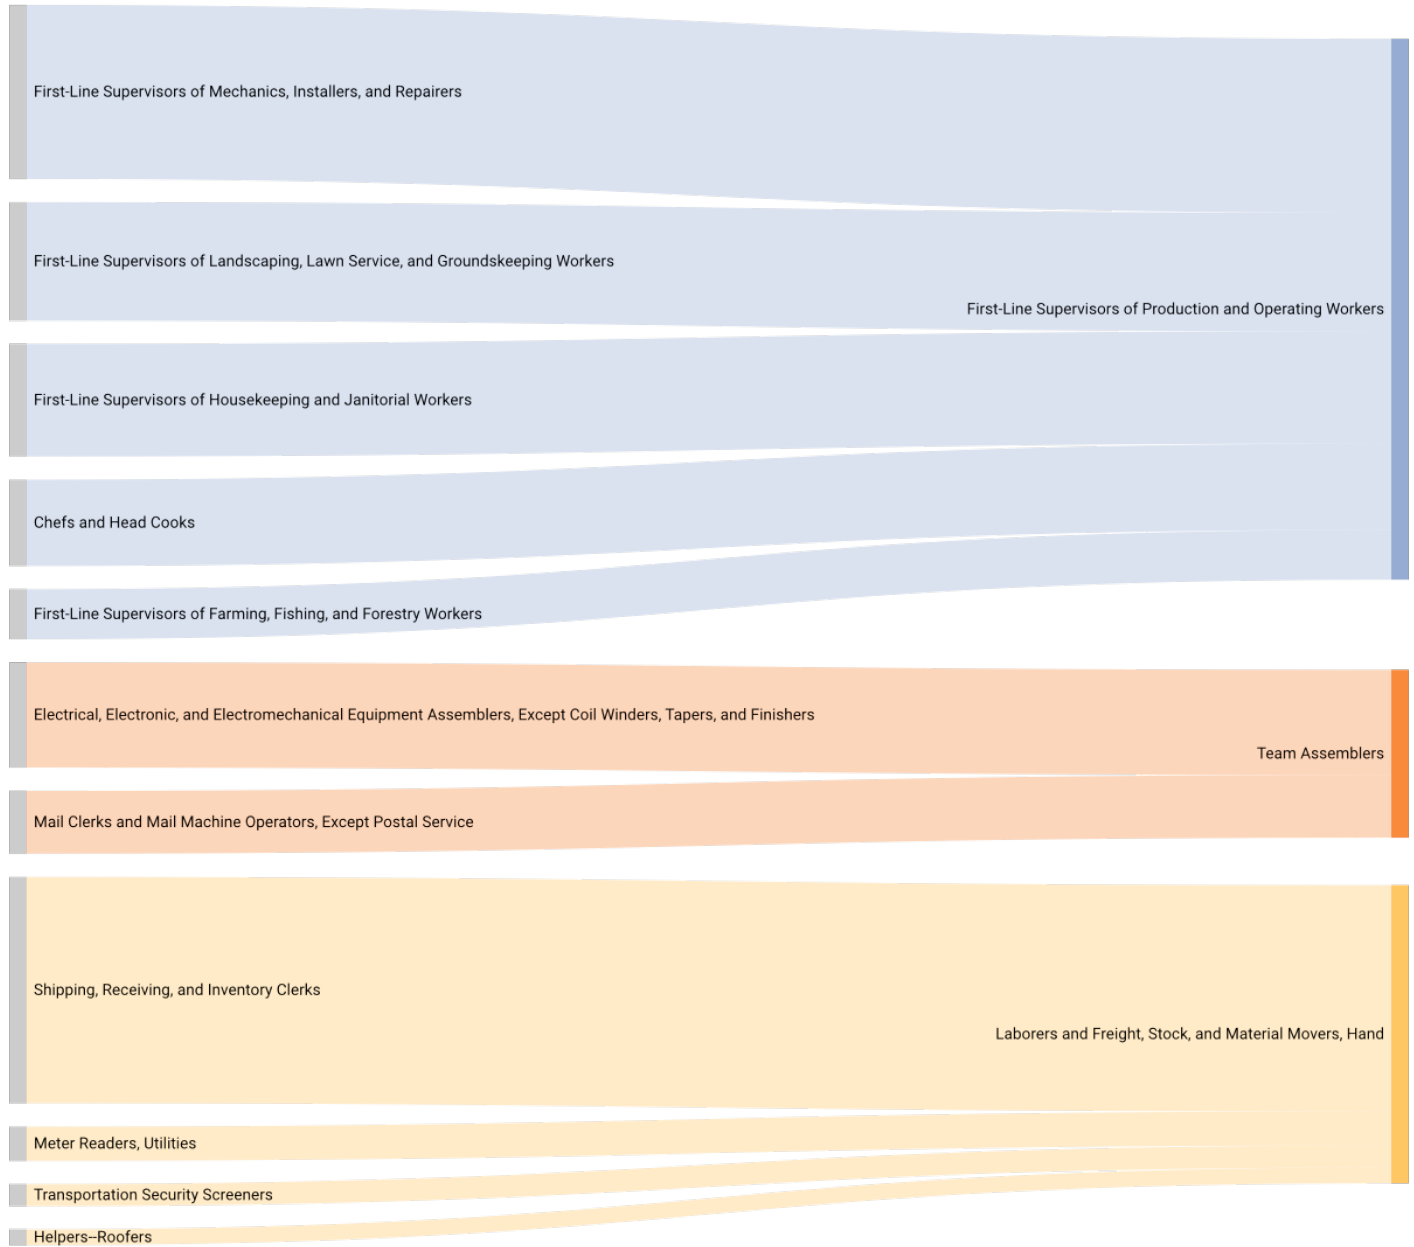 First-Line Supervisors of Mechanics, Installers, and Repairers
First-Line Supervisors of Landscaping, Lawn Service, and Groundskeeping Workers
First-Line Supervisors of Production and Operating Workers
First-Line Supervisors of Housekeeping and Janitorial Workers
Chefs and Head Cooks
First-Line Supervisors of Farming, Fishing, and Forestry Workers
Electrical, Electronic, and Electromechanical Equipment Assemblers, Except Coil Winders, Tapers, and Finishers
Team Assemblers
Mail Clerks and Mail Machine Operators, Except Postal Service
Shipping, Receiving, and Inventory Clerks
Laborers and Freight, Stock, and Material Movers, Hand
Meter Readers, Utilities
Transportation Security Screeners
Helpers--Roofers